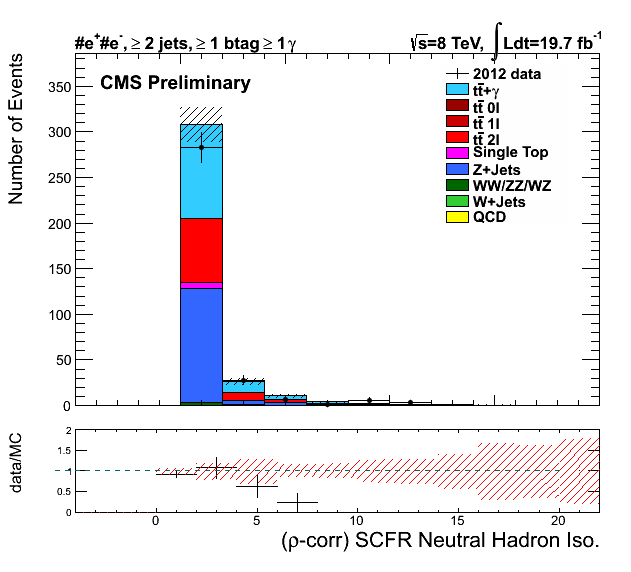 #e⁺#e⁻, ≥ 2 jets, ≥ 1 btag ≥ 1 γ
√s=8 TeV, ∫ Ldt=19.7 fb⁻¹
CMS Preliminary
2012 data
tt̄+γ
tt̄ 0l
tt̄ 1l
tt̄ 2l
Single Top
Z+Jets
WW/ZZ/WZ
W+Jets
QCD
Number of Events
350
300
250
200
150
100
50
0
data/MC
2
1.5
1
0.5
0
0 5 10 15 20
(ρ-corr) SCFR Neutral Hadron Iso.